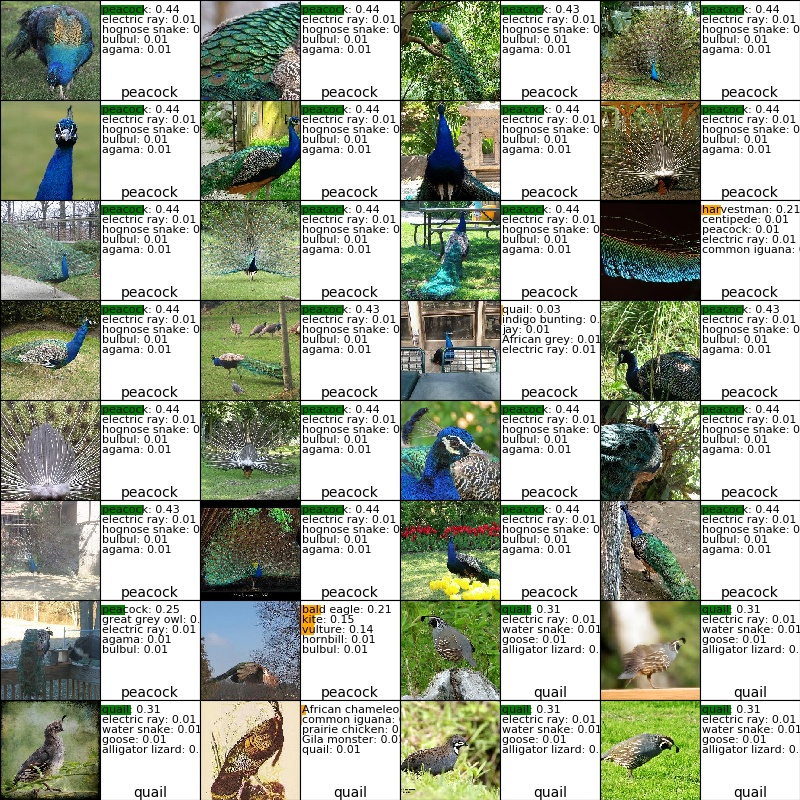 peacock: 0.44
electric ray: 0.01
hognose snake: 0
bulbul: 0.01
agama: 0.01
peacock
peacock: 0.44
electric ray: 0.01
hognose snake: 0
bulbul: 0.01
agama: 0.01
peacock
peacock: 0.43
electric ray: 0.01
hognose snake: 0
bulbul: 0.01
agama: 0.01
peacock
peacock: 0.44
electric ray: 0.01
hognose snake: 0
bulbul: 0.01
agama: 0.01
peacock
peacock: 0.44
electric ray: 0.01
hognose snake: 0
bulbul: 0.01
agama: 0.01
peacock
peacock: 0.44
electric ray: 0.01
hognose snake: 0
bulbul: 0.01
agama: 0.01
peacock
peacock: 0.44
electric ray: 0.01
hognose snake: 0
bulbul: 0.01
agama: 0.01
peacock
peacock: 0.44
electric ray: 0.01
hognose snake: 0
bulbul: 0.01
agama: 0.01
peacock
peacock: 0.44
electric ray: 0.01
hognose snake: 0
bulbul: 0.01
agama: 0.01
peacock
peacock: 0.44
electric ray: 0.01
hognose snake: 0
bulbul: 0.01
agama: 0.01
peacock
peacock: 0.44
electric ray: 0.01
hognose snake: 0
bulbul: 0.01
agama: 0.01
peacock
harvestman: 0.21
centipede: 0.01
peacock: 0.01
electric ray: 0.01
common iguana:
peacock
peacock: 0.44
electric ray: 0.01
hognose snake: 0
bulbul: 0.01
agama: 0.01
peacock
peacock: 0.43
electric ray: 0.01
hognose snake: 0
bulbul: 0.01
agama: 0.01
peacock
quail: 0.03
indigo bunting: 0.
jay: 0.01
African grey: 0.01
electric ray: 0.01
peacock
peacock: 0.43
electric ray: 0.01
hognose snake: 0
bulbul: 0.01
agama: 0.01
peacock
peacock: 0.44
electric ray: 0.01
hognose snake: 0
bulbul: 0.01
agama: 0.01
peacock
peacock: 0.44
electric ray: 0.01
hognose snake: 0
bulbul: 0.01
agama: 0.01
peacock
peacock: 0.44
electric ray: 0.01
hognose snake: 0
bulbul: 0.01
agama: 0.01
peacock
peacock: 0.44
electric ray: 0.01
hognose snake: 0
bulbul: 0.01
agama: 0.01
peacock
peacock: 0.43
electric ray: 0.01
hognose snake: 0
bulbul: 0.01
agama: 0.01
peacock
peacock: 0.44
electric ray: 0.01
hognose snake: 0
bulbul: 0.01
agama: 0.01
peacock
peacock: 0.44
electric ray: 0.01
hognose snake: 0
bulbul: 0.01
agama: 0.01
peacock
peacock: 0.44
electric ray: 0.01
hognose snake: 0
bulbul: 0.01
agama: 0.01
peacock
peacock: 0.25
great grey owl: 0.
electric ray: 0.01
agama: 0.01
bulbul: 0.01
peacock
bald eagle: 0.21
kite: 0.15
vulture: 0.14
hornbill: 0.01
bulbul: 0.01
peacock
quail: 0.31
electric ray: 0.01
water snake: 0.01
goose: 0.01
alligator lizard: 0.
quail
quail: 0.31
electric ray: 0.01
water snake: 0.01
goose: 0.01
alligator lizard: 0.
quail
quail: 0.31
electric ray: 0.01
water snake: 0.01
goose: 0.01
alligator lizard: 0.
quail
African chameleo
common iguana:
prairie chicken: 0
Gila monster: 0.0
quail: 0.01
quail
quail: 0.31
electric ray: 0.01
water snake: 0.01
goose: 0.01
alligator lizard: 0.
quail
quail: 0.31
electric ray: 0.01
water snake: 0.01
goose: 0.01
alligator lizard: 0.
quail